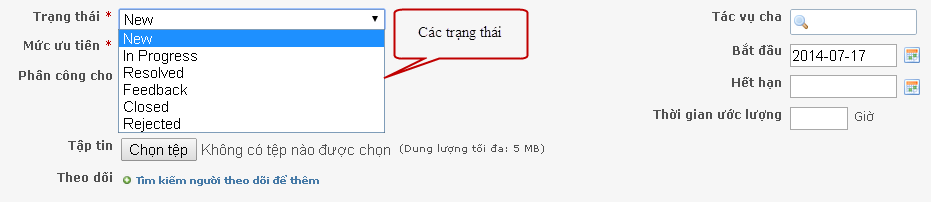 Trạng thái * New
New
In Progress
Resolved
Feedback
Closed
Rejected
Mức ưu tiên *
Phân công cho
Các trạng thái
Tập tin Chọn tệp Không có tệp nào được chọn (Dung lượng tối đa: 5 MB)
Theo dõi Tìm kiếm người theo dõi để thêm
Tác vụ cha
Bắt đầu 2014-07-17
Hết hạn
Thời gian ước lượng Giờ